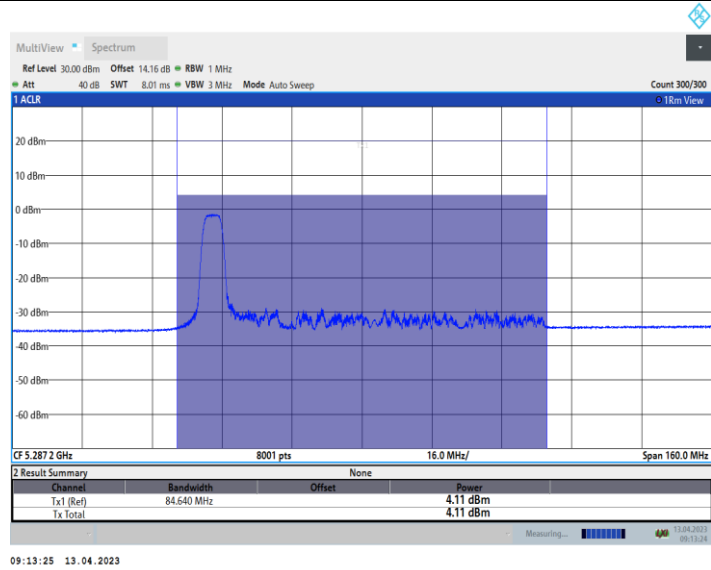 MultiView Spectrum
Ref Level 30.00 dBm Offset 14.16 dB RBW 1 MHz
Att 40 dB SWT 8.01 ms VBW 3 MHz Mode Auto Sweep Count 300/300
1 ACLR 1Rm View
20 dBm
10 dBm
0 dBm
-10 dBm
-20 dBm
-30 dBm
-40 dBm
-50 dBm
-60 dBm
CF 5.287 2 GHz 8001 pts 16.0 MHz/ Span 160.0 MHz
2 Result Summary None
Channel Bandwidth Offset Power
Tx1 (Ref) 84.640 MHz 4.11 dBm
Tx Total 4.11 dBm
Measuring... 13.04.2023
09:13:24
09:13:25 13.04.2023